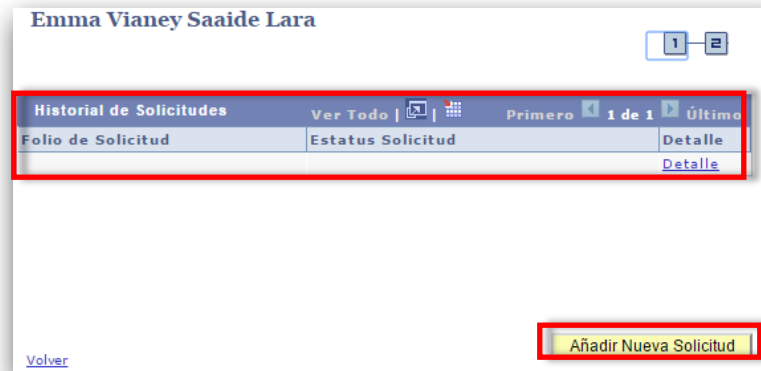 Emma Vianey Saaide Lara
1 2
Historial de Solicitudes Ver Todo | | Primero 1 de 1 Último
Folio de Solicitud Estatus Solicitud Detalle
Detalle
Añadir Nueva Solicitud
Volver